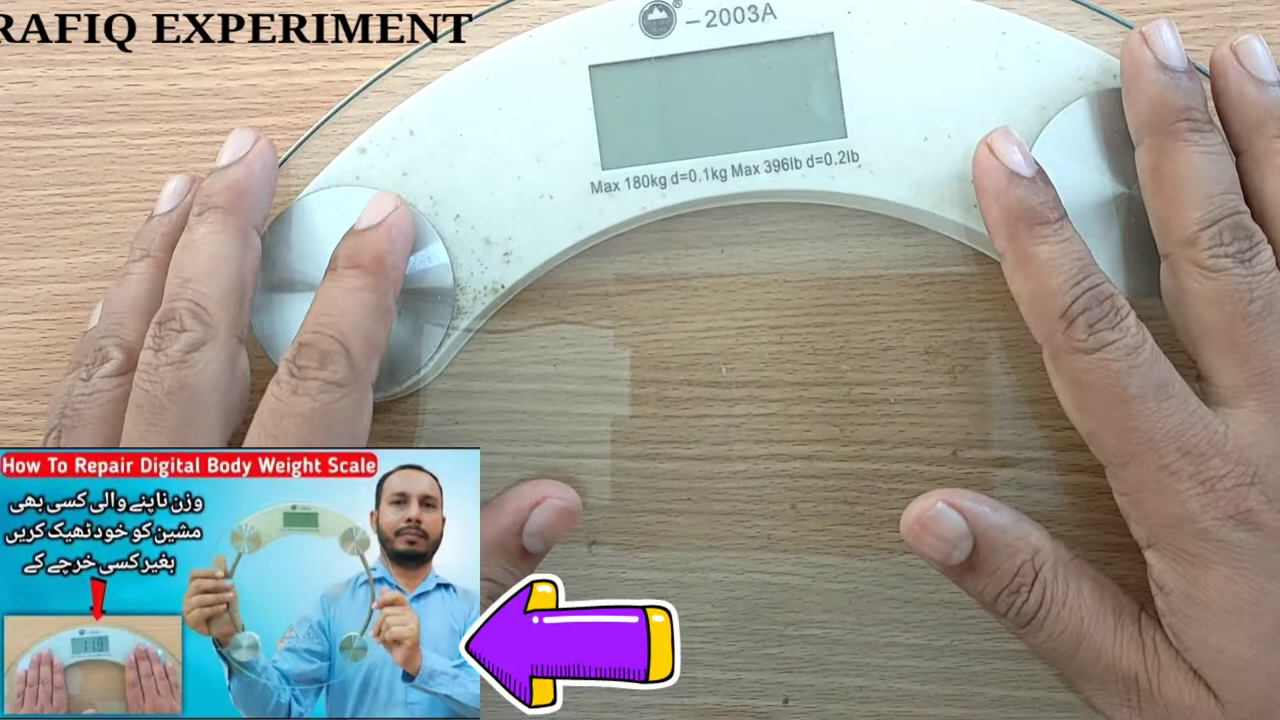 RAFIQ EXPERIMENT
® –2003A
Max 180kg d=0.1kg Max 396lb d=0.2lb
How To Repair Digital Body Weight Scale
وزن ناپنے والی کسی بھی
مشین کو خود ٹھیک کریں
بغیر کسی خرچے کے